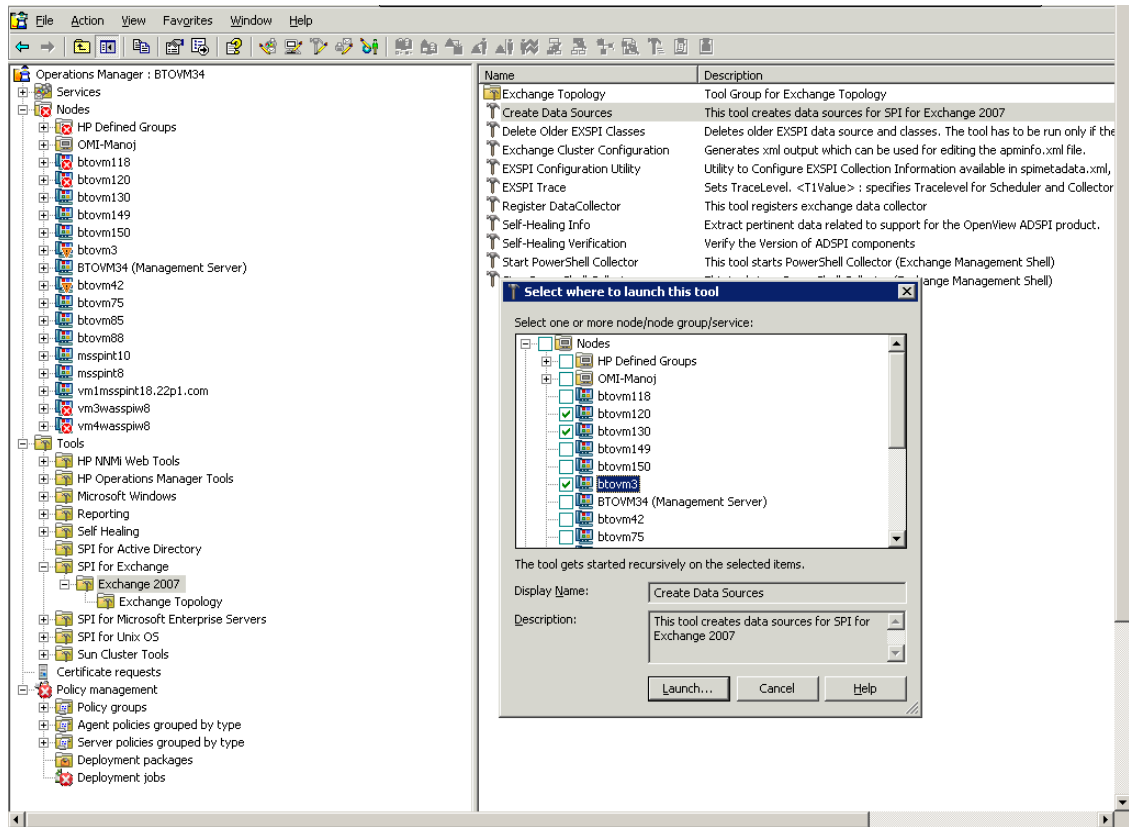 File Action View Favorites Window Help
Operations Manager : BTOVM34
Services
Nodes
HP Defined Groups
OMI-Manoj
btovm118
btovm120
btovm130
btovm149
btovm150
btovm3
BTOVM34 (Management Server)
btovm42
btovm75
btovm85
btovm88
msspint10
msspint8
vm1msspint18.22p1.com
vm3wasspiw8
vm4wasspiw8
Tools
HP NNMi Web Tools
HP Operations Manager Tools
Microsoft Windows
Reporting
Self Healing
SPI for Active Directory
SPI for Exchange
Exchange 2007
Exchange Topology
SPI for Microsoft Enterprise Servers
SPI for Unix OS
Sun Cluster Tools
Certificate requests
Policy management
Policy groups
Agent policies grouped by type
Server policies grouped by type
Deployment packages
Deployment jobs
Name Description
Exchange Topology Tool Group for Exchange Topology
Create Data Sources This tool creates data sources for SPI for Exchange 2007
Delete Older EXSPI Classes Deletes older EXSPI data source and classes. The tool has to be run only if the
Exchange Cluster Configuration Generates xml output which can be used for editing the apminfo.xml file.
EXSPI Configuration Utility Utility to Configure EXSPI Collection Information available in spimetadata.xml,
EXSPI Trace Sets TraceLevel. <T1Value> : specifies Tracelevel for Scheduler and Collector
Register DataCollector This tool registers exchange data collector
Self-Healing Info Extract pertinent data related to support for the OpenView ADSPI product.
Self-Healing Verification Verify the Version of ADSPI components
Start PowerShell Collector This tool starts PowerShell Collector (Exchange Management Shell)
ange Management Shell)
Select where to launch this tool
Select one or more node/node group/service:
Nodes
HP Defined Groups
OMI-Manoj
btovm118
btovm120
btovm130
btovm149
btovm150
btovm3
BTOVM34 (Management Server)
btovm42
btovm75
The tool gets started recursively on the selected items.
Display Name: Create Data Sources
Description: This tool creates data sources for SPI for
Exchange 2007
Launch... Cancel Help